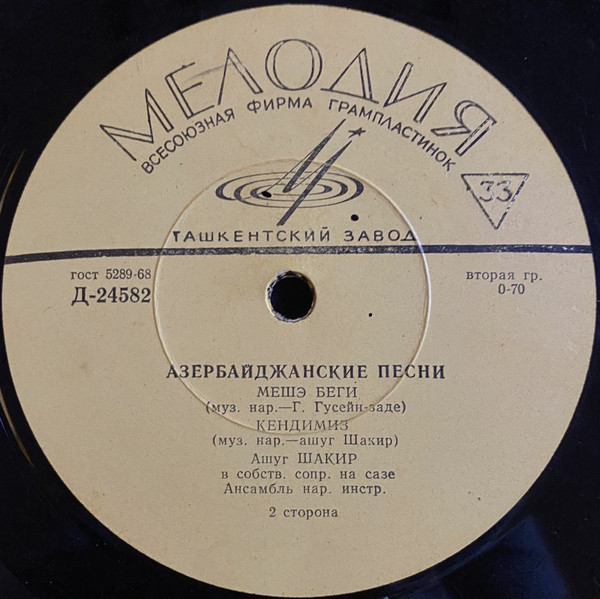 МЕЛОДИЯ
ВСЕСОЮЗНАЯ ФИРМА ГРАМПЛАСТИНОК
33
ТАШКЕНТСКИЙ ЗАВОД
гост 5289-68
Д-24582
вторая гр.
0-70
АЗЕРБАЙДЖАНСКИЕ ПЕСНИ
МЕШЭ БЕГИ
(муз. нар.—Г. Гусейн-заде)
КЕНДИМИЗ
(муз. нар.—ашуг Шакир)
Ашуг ШАКИР
в собств. сопр. на сазе
Ансамбль нар. инстр.
2 сторона